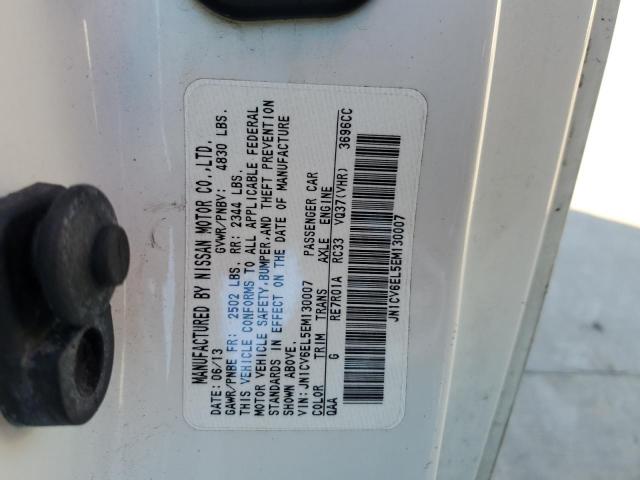 MANUFACTURED BY NISSAN MOTOR CO.,LTD.
DATE: 06/13 GVWR/PNBV: 4830 LBS.
GAWR/PNBE FR: 2502 LBS. RR: 2344 LBS.
THIS VEHICLE CONFORMS TO ALL APPLICABLE FEDERAL
MOTOR VEHICLE SAFETY, BUMPER, AND THEFT PREVENTION
STANDARDS IN EFFECT ON THE DATE OF MANUFACTURE
SHOWN ABOVE.
VIN: JN1CV6EL5EM130007 PASSENGER CAR
COLOR TRIM TRANS AXLE ENGINE
QAA G RE7R01A RC33 VQ37(VHR) 3696CC
JN1CV6EL5EM130007